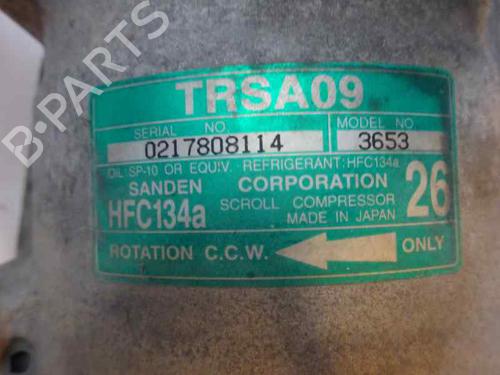 B-PARTS
TRSA09
SERIAL NO. MODEL NO
0217808114 3653
OIL:SP-10 OR EQUIV. REFRIGERANT:HFC134a
SANDEN CORPORATION
HFC134a SCROLL COMPRESSOR 26
MADE IN JAPAN
ROTATION C.C.W. ONLY